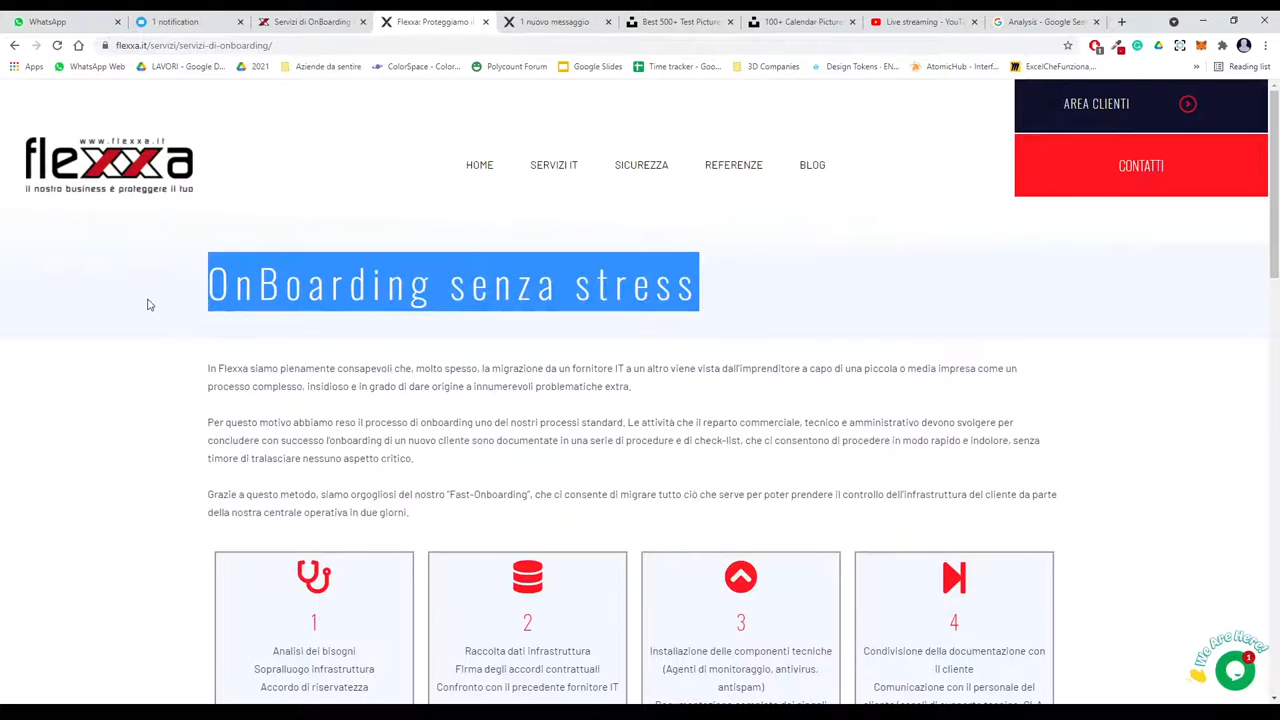 WhatsApp
1 notification
Servizi di OnBoarding
Flexxa: Proteggiamo i
1 nuovo messaggio
Best 500+ Test Picture
100+ Calendar Picture
Live streaming - YouT
Analysis - Google Sea
flexxa.it/servizi/servizi-di-onboarding/
Apps
WhatsApp Web
LAVORI - Google D...
2021
Aziende da sentire
ColorSpace - Color...
Polycount Forum
Google Slides
Time tracker - Goo...
3D Companies
Design Tokens · EN...
AtomicHub - Interf...
ExcelCheFunziona,...
»
Reading list
AREA CLIENTI
www.flexxa.it
flexxa
il nostro business è proteggere il tuo
HOME
SERVIZI IT
SICUREZZA
REFERENZE
BLOG
CONTATTI
OnBoarding senza stress
In Flexxa siamo pienamente consapevoli che, molto spesso, la migrazione da un fornitore IT a un altro viene vista dall'imprenditore a capo di una piccola o media impresa come un
processo complesso, insidioso e in grado di dare origine a innumerevoli problematiche extra.
Per questo motivo abbiamo reso il processo di onboarding uno dei nostri processi standard. Le attività che il reparto commerciale, tecnico e amministrativo devono svolgere per
concludere con successo l'onboarding di un nuovo cliente sono documentate in una serie di procedure e di check-list, che ci consentono di procedere in modo rapido e indolore, senza
timore di tralasciare nessuno aspetto critico.
Grazie a questo metodo, siamo orgogliosi del nostro "Fast-Onboarding", che ci consente di migrare tutto ciò che serve per poter prendere il controllo dell'infrastruttura del cliente da parte
della nostra centrale operativa in due giorni.
1
Analisi dei bisogni
Sopralluogo infrastruttura
Accordo di riservatezza
2
Raccolta dati infrastruttura
Firma degli accordi contrattuali
Confronto con il precedente fornitore IT
3
Installazione delle componenti tecniche
(Agenti di monitoraggio, antivirus,
antispam)
Documentazione completa dei singoli
4
Condivisione della documentazione con
il cliente
Comunicazione con il personale del
We Are Here!
1